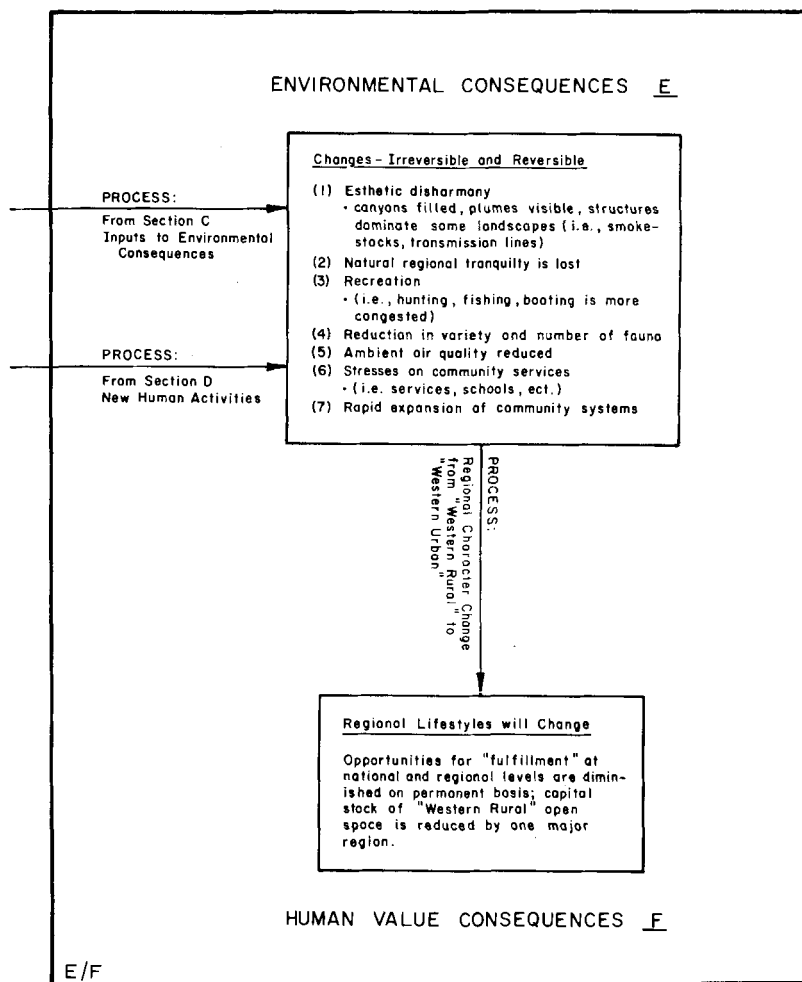 ENVIRONMENTAL CONSEQUENCES E
Changes - Irreversible and Reversible
PROCESS:
From Section C
Inputs to Environmental
Consequences
(1) Esthetic disharmony
• canyons filled, plumes visible, structures
dominate some landscapes (i.e., smoke-
stocks, transmission lines)
(2) Natural regional tranquilty is lost
(3) Recreation
• (i.e., hunting, fishing, boating is more
congested)
(4) Reduction in variety and number of fauna
(5) Ambient air quality reduced
(6) Stresses on community services
• (i.e. services, schools, ect.)
(7) Rapid expansion of community systems
PROCESS:
From Section D
New Human Activities
PROCESS:
Regional Character Change
from "Western Rural" to
"Western Urban"
Regional Lifestyles will Change
Opportunities for "fulfillment" at
national and regional levels are dimin-
ished on permanent basis; capital
stock of "Western Rural" open
space is reduced by one major
region.
HUMAN VALUE CONSEQUENCES F
E/F